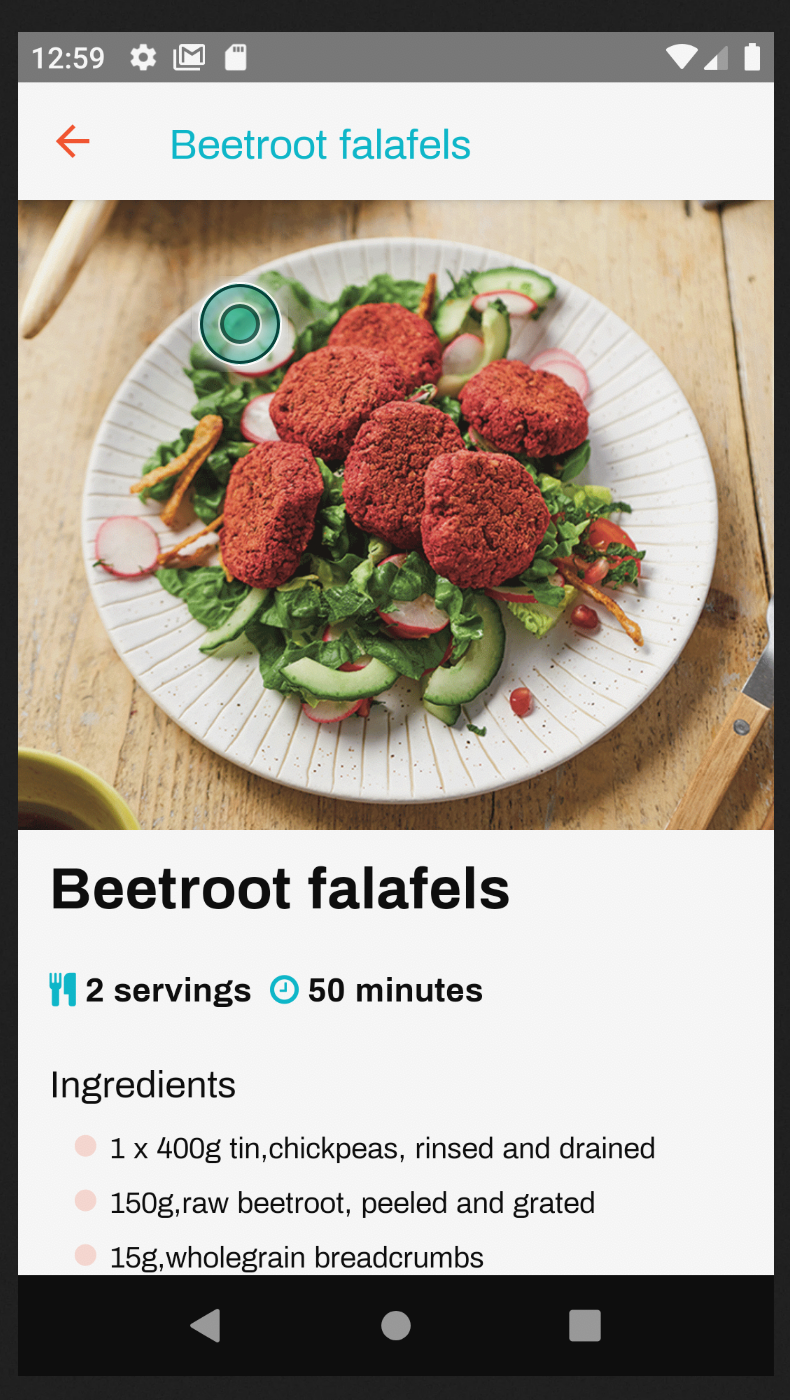 12:59
Beetroot falafels
Beetroot falafels
2 servings 50 minutes
Ingredients
1 x 400g tin,chickpeas, rinsed and drained
150g,raw beetroot, peeled and grated
15g,wholegrain breadcrumbs